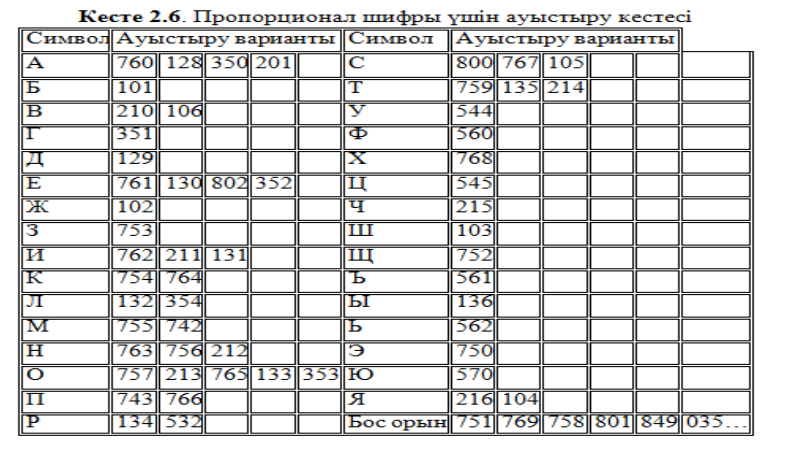 Кесте 2.6. Пропорционал шифры үшін ауыстыру кестесі
Символ Ауыстыру варианты Символ Ауыстыру варианты
А 760 128 350 201 С 800 767 105
Б 101 Т 759 135 214
В 210 106 У 544
Г 351 Ф 560
Д 129 Х 768
Е 761 130 802 352 Ц 545
Ж 102 Ч 215
З 753 Ш 103
И 762 211 131 Щ 752
К 754 764 Ъ 561
Л 132 354 Ы 136
М 755 742 Ь 562
Н 763 756 212 Э 750
О 757 213 765 133 353 Ю 570
П 743 766 Я 216 104
Р 134 532 Бос орын 751 769 758 801 849 035...